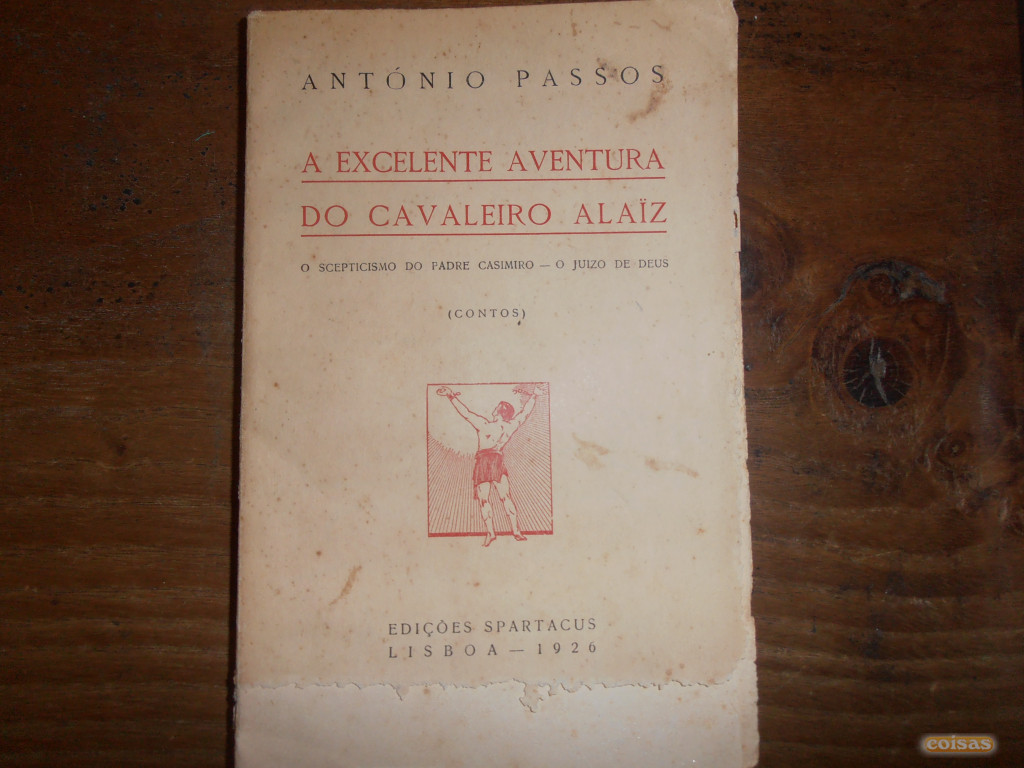 ANTÓNIO PASSOS
A EXCELENTE AVENTURA
DO CAVALEIRO ALAÏZ
O SCEPTICISMO DO PADRE CASIMIRO — O JUIZO DE DEUS
(CONTOS)
EDIÇÕES SPARTACUS
LISBOA — 1926
coisas